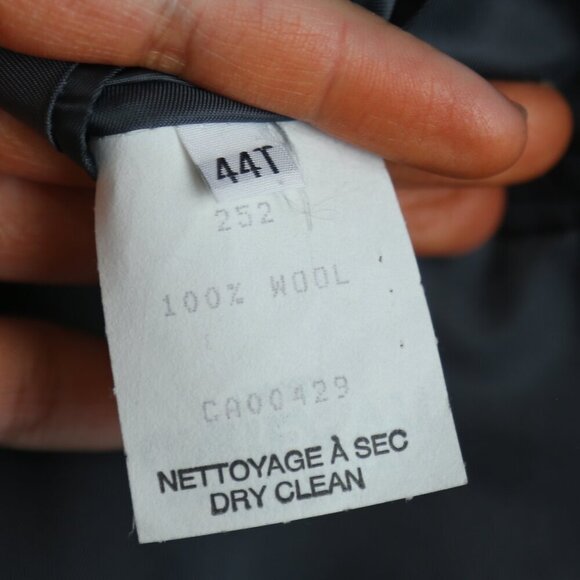 44T
252
100% WOOL
CA00429
NETTOYAGE À SEC
DRY CLEAN